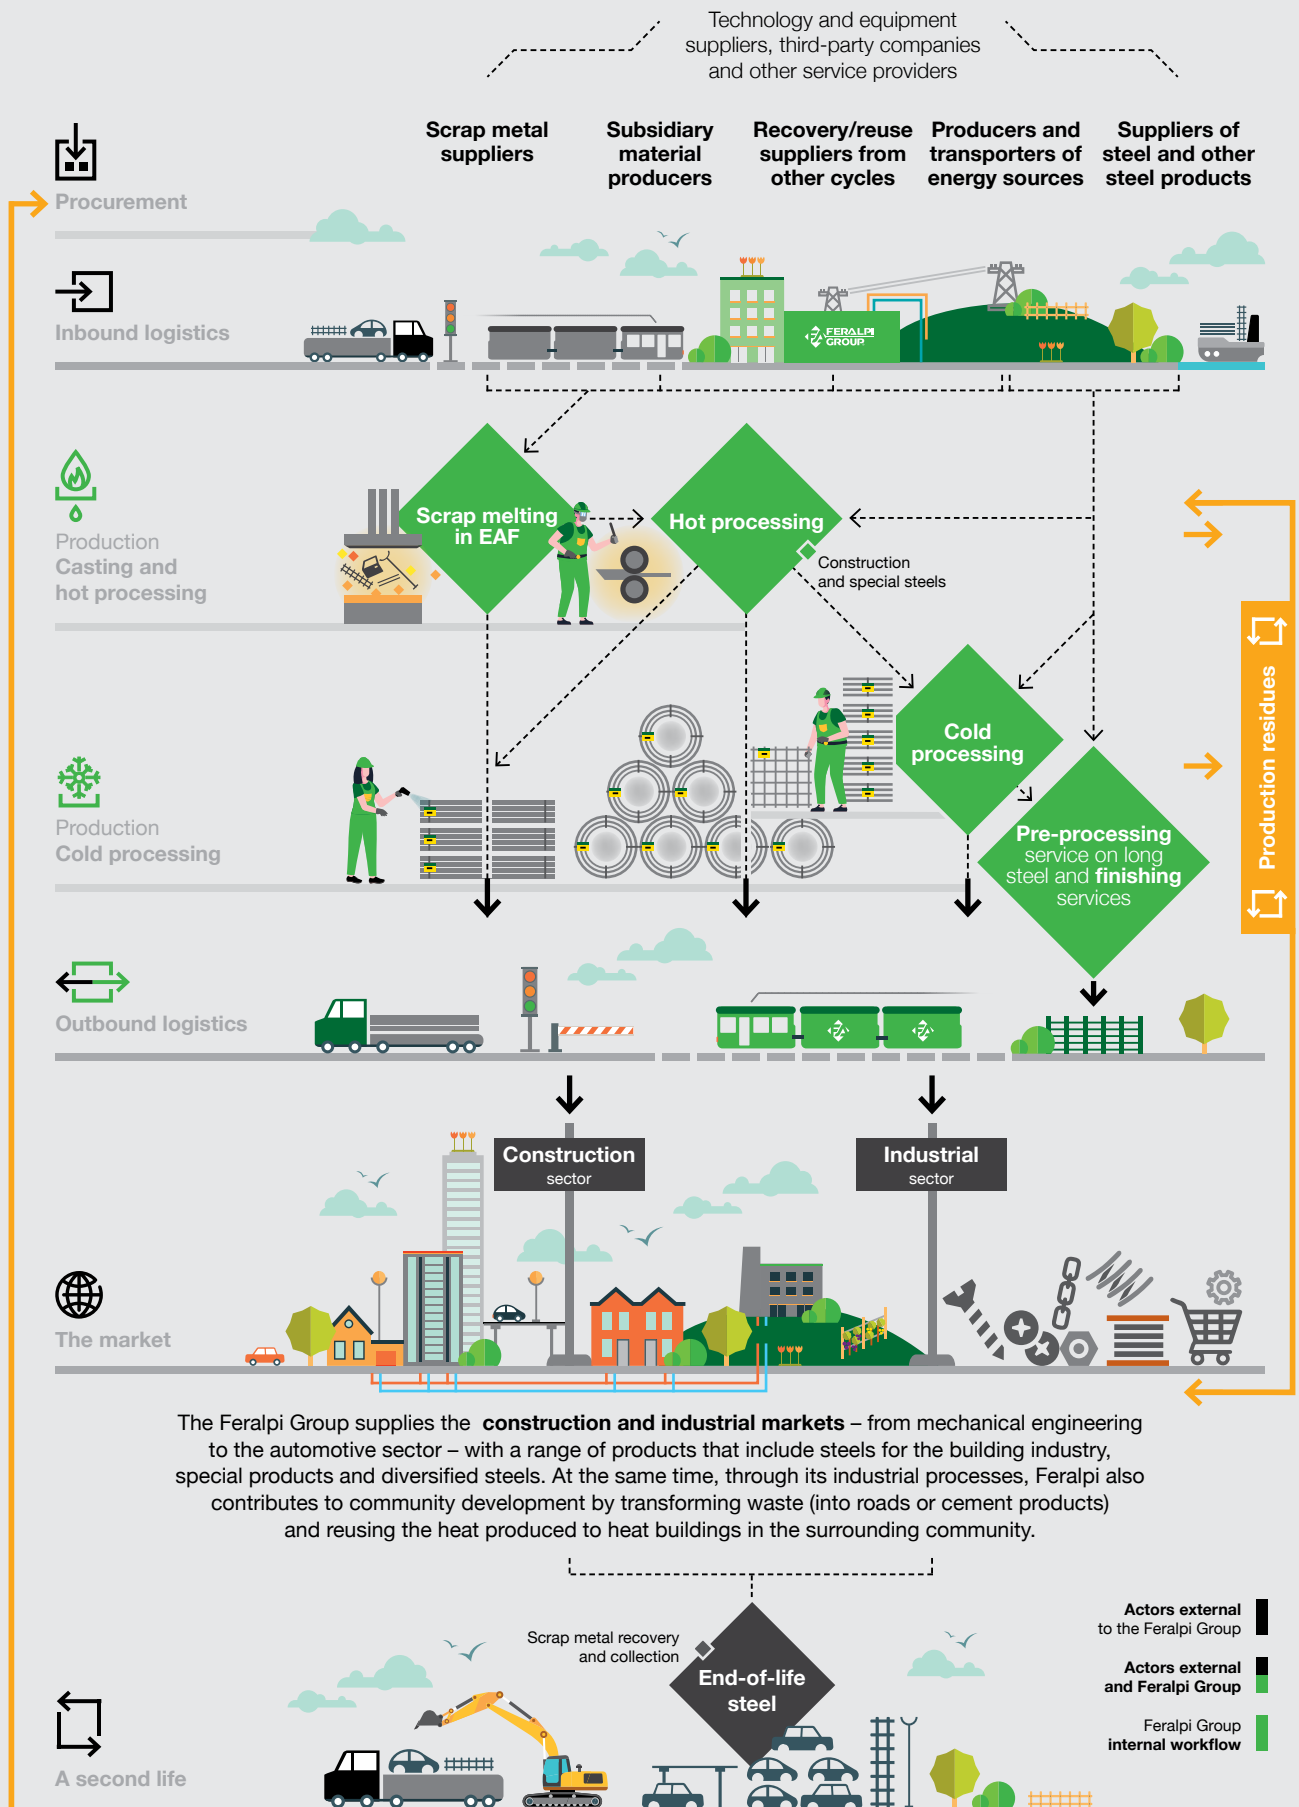 Technology and equipment
suppliers, third-party companies
and other service providers
Scrap metal
suppliers
Subsidiary
material
producers
Recovery/reuse
suppliers from
other cycles
Producers and
transporters of
energy sources
Suppliers of
steel and other
steel products
Procurement
Inbound logistics
FERALPI
GROUP
Production
Casting and
hot processing
Scrap melting
in EAF
Hot processing
Construction
and special steels
Production residues
Cold
processing
Production
Cold processing
Pre-processing
service on long
steel and finishing
services
Outbound logistics
Construction
sector
Industrial
sector
The market
The Feralpi Group supplies the construction and industrial markets – from mechanical engineering
to the automotive sector – with a range of products that include steels for the building industry,
special products and diversified steels. At the same time, through its industrial processes, Feralpi also
contributes to community development by transforming waste (into roads or cement products)
and reusing the heat produced to heat buildings in the surrounding community.
Scrap metal recovery
and collection
End-of-life
steel
Actors external
to the Feralpi Group
Actors external
and Feralpi Group
Feralpi Group
internal workflow
A second life